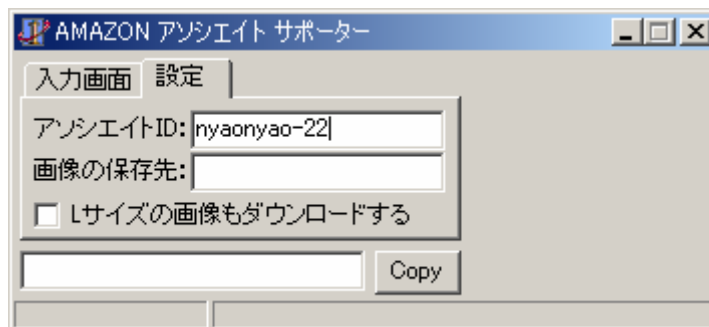 AMAZON アソシエイト サポーター
入力画面 設定
アソシエイトID: nyaonyao-22
画像の保存先:
Lサイズの画像もダウンロードする
Copy